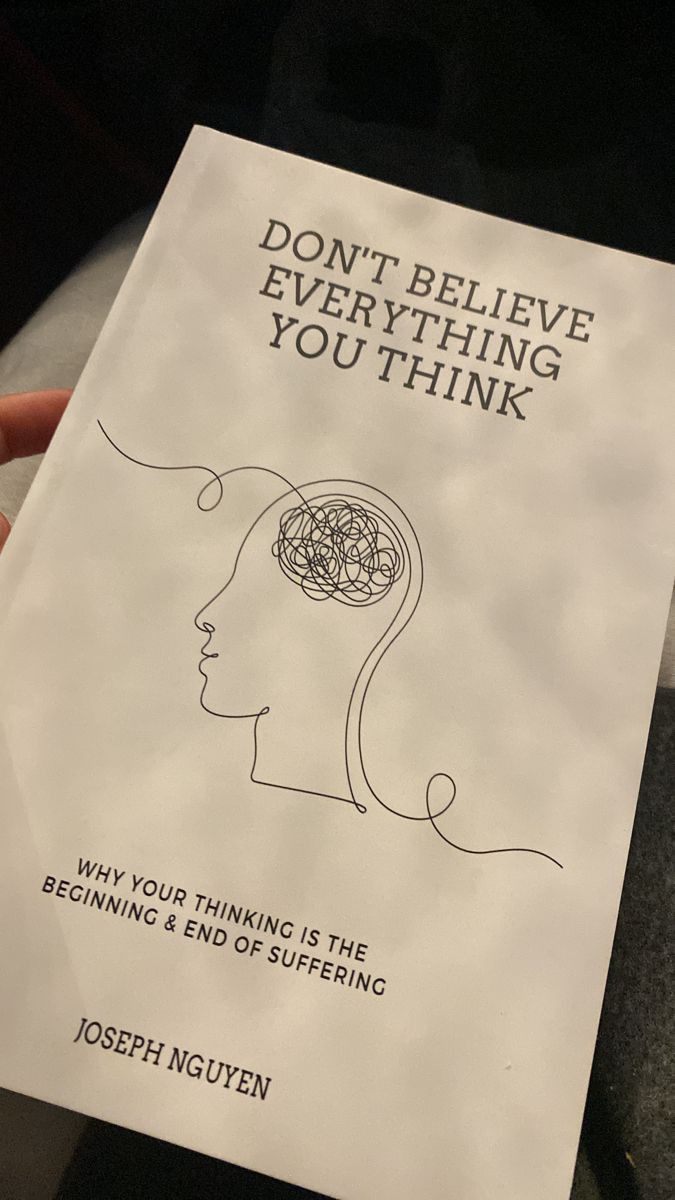 DON'T BELIEVE
EVERYTHING
YOU THINK
WHY YOUR THINKING IS THE
BEGINNING & END OF SUFFERING
JOSEPH NGUYEN